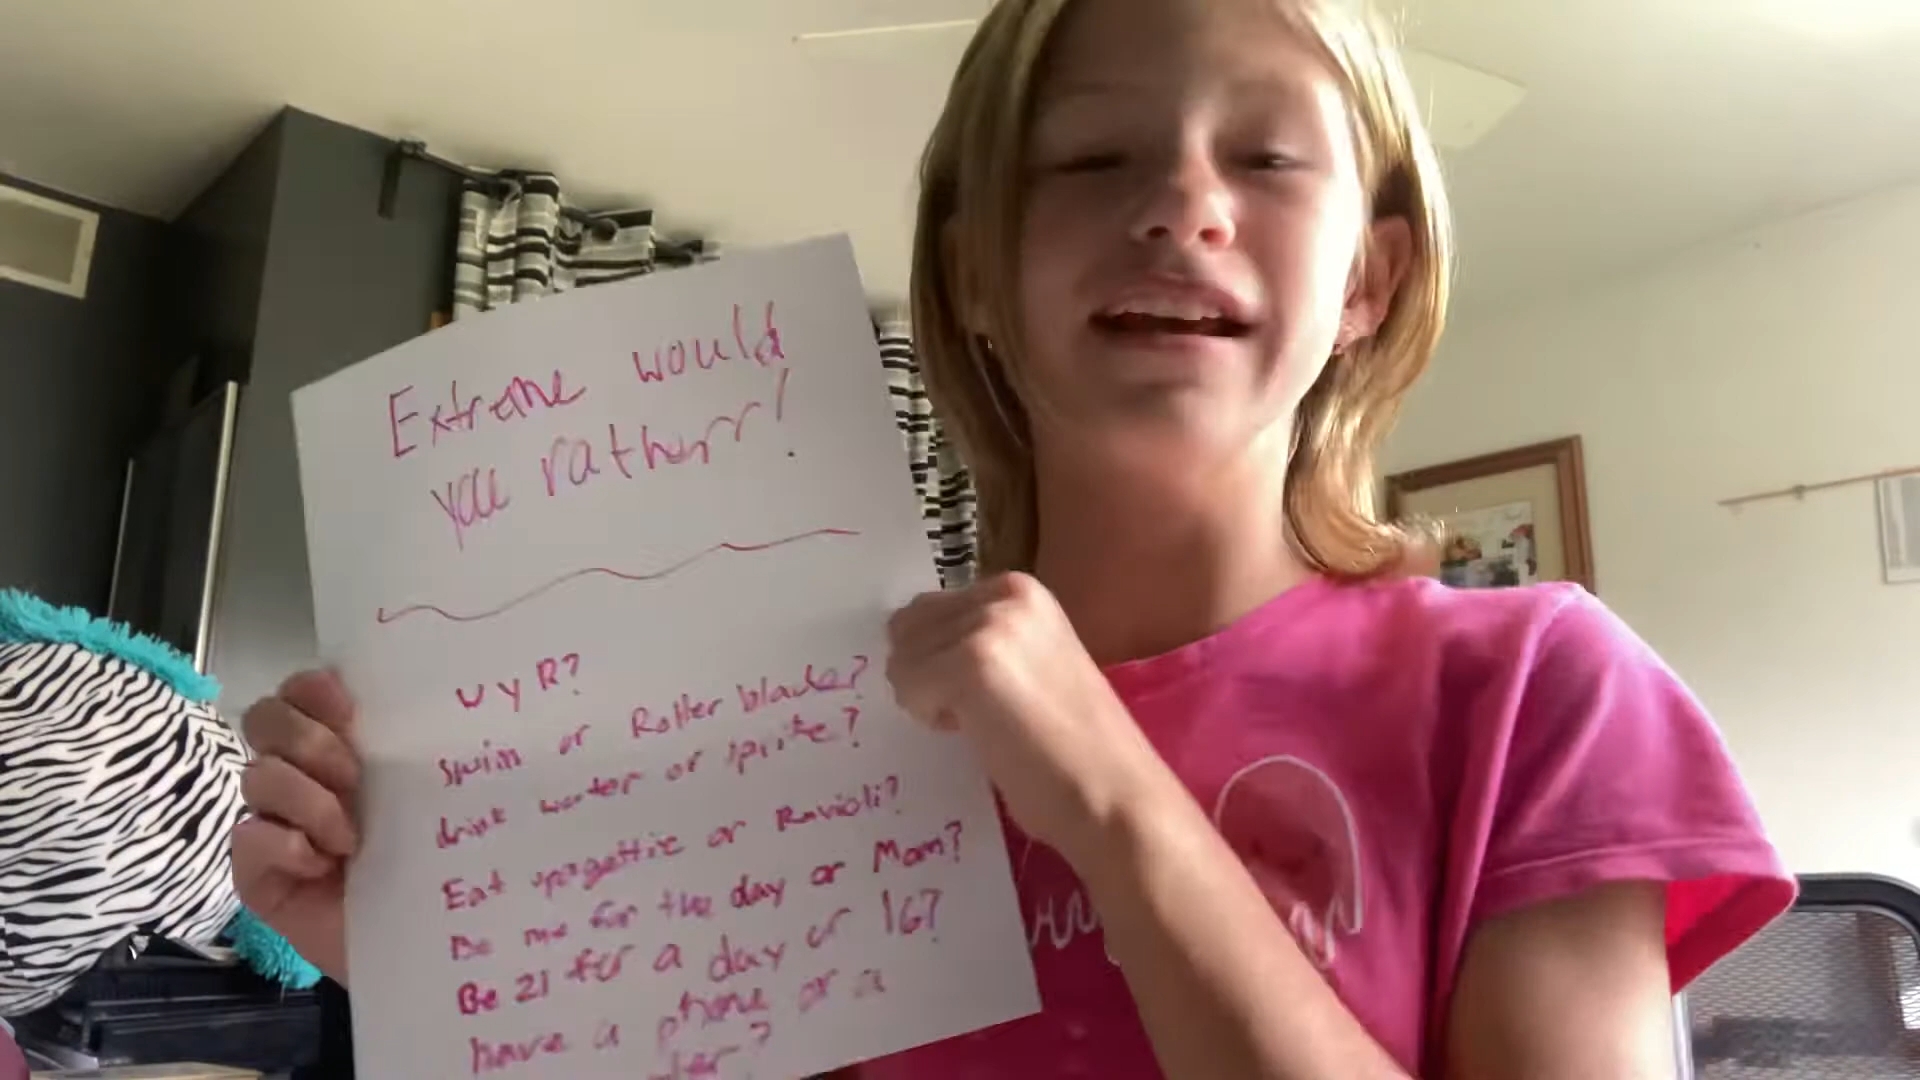 Extreme would
you ratherr!
W y R?
Swim or Roller blade?
drink water or sprite?
Eat spagettie or Ravioli?
Be me for the day or Mom?
Be 21 for a day or 16?
have a phone or a